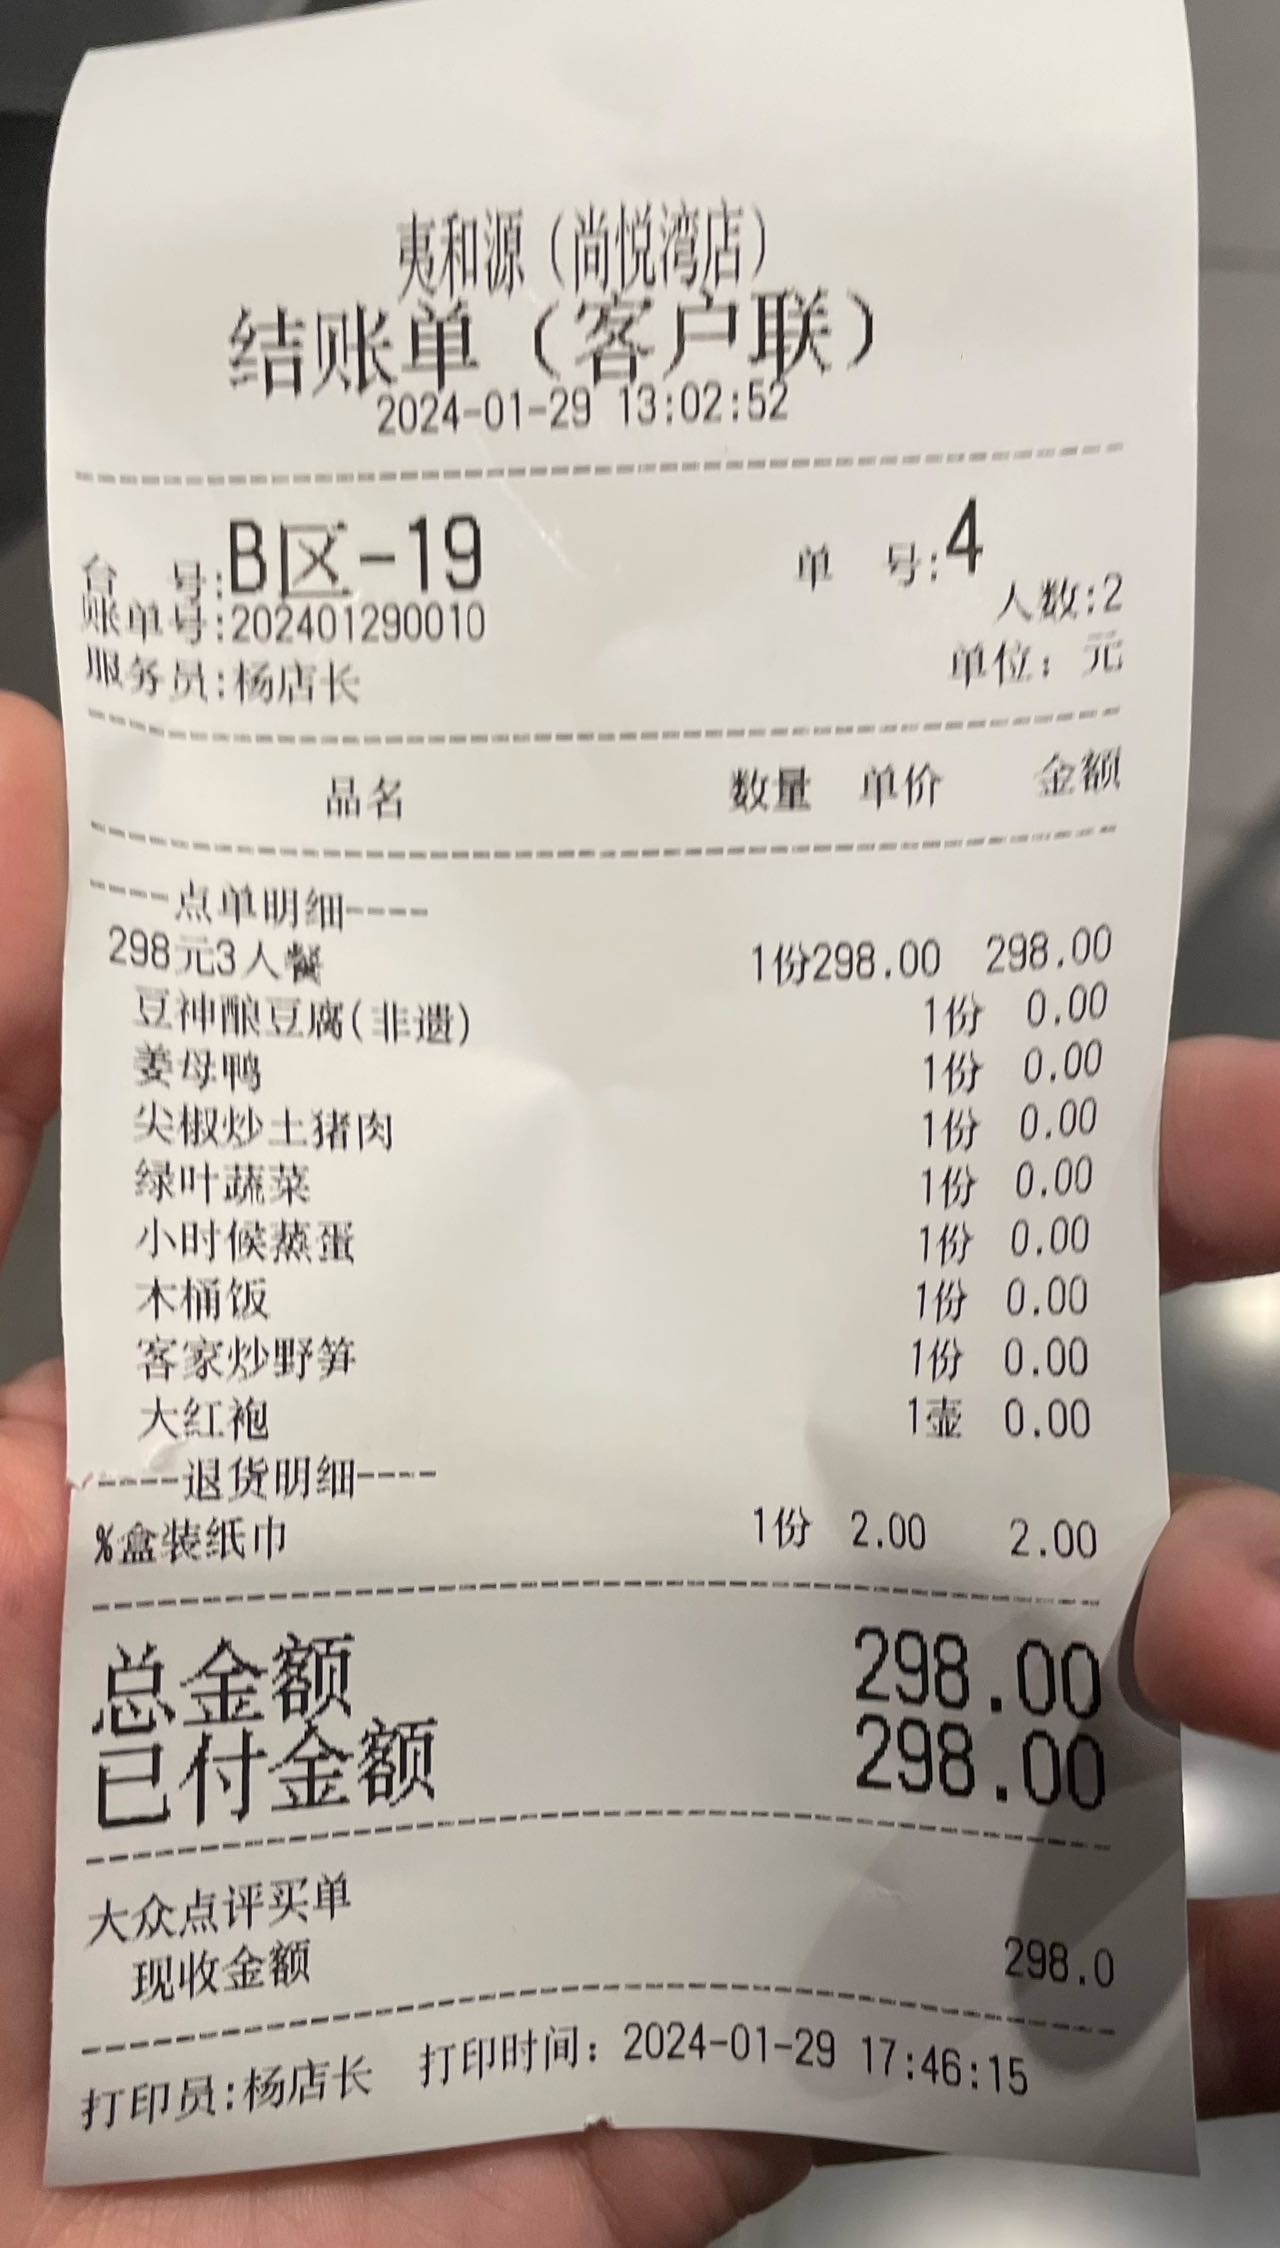 夷和源（尚悦湾店）
结账单（客户联）
2024-01-29 13:02:52
台 号:B区-19 单 号:4
账单号:202401290010 人数:2
服务员:杨店长 单位：元
品名 数量 单价 金额
----点单明细----
298元3人餐 1份298.00 298.00
豆神酿豆腐(非遗) 1份 0.00
姜母鸭 1份 0.00
尖椒炒土猪肉 1份 0.00
绿叶蔬菜 1份 0.00
小时候蒸蛋 1份 0.00
木桶饭 1份 0.00
客家炒野笋 1份 0.00
大红袍 1壶 0.00
----退货明细----
%盒装纸巾 1份 2.00 2.00
总金额 298.00
已付金额 298.00
大众点评买单
现收金额 298.0
打印员:杨店长 打印时间：2024-01-29 17:46:15